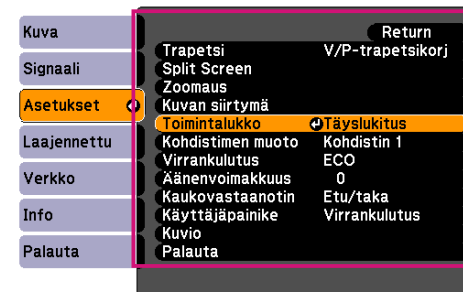 Kuva
Signaali
Asetukset
Laajennettu
Verkko
Info
Palauta
Return
Trapetsi V/P-trapetsikorj
Split Screen
Zoomaus
Kuvan siirtymä
Toimintalukko Täyslukitus
Kohdistimen muoto Kohdistin 1
Virrankulutus ECO
Äänenvoimakkuus 0
Kaukovastaanotin Etu/taka
Käyttäjäpainike Virrankulutus
Kuvio
Palauta